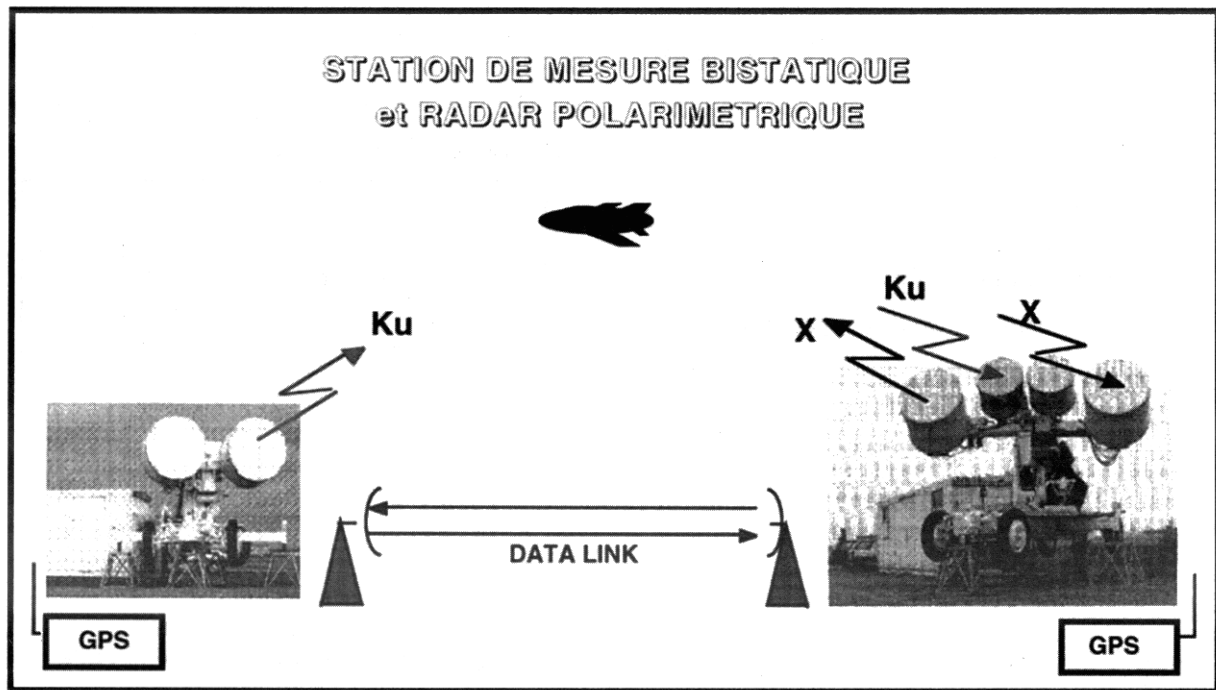 STATION DE MESURE BISTATIQUE
et RADAR POLARIMETRIQUE
Ku
X
Ku
X
DATA LINK
GPS
GPS